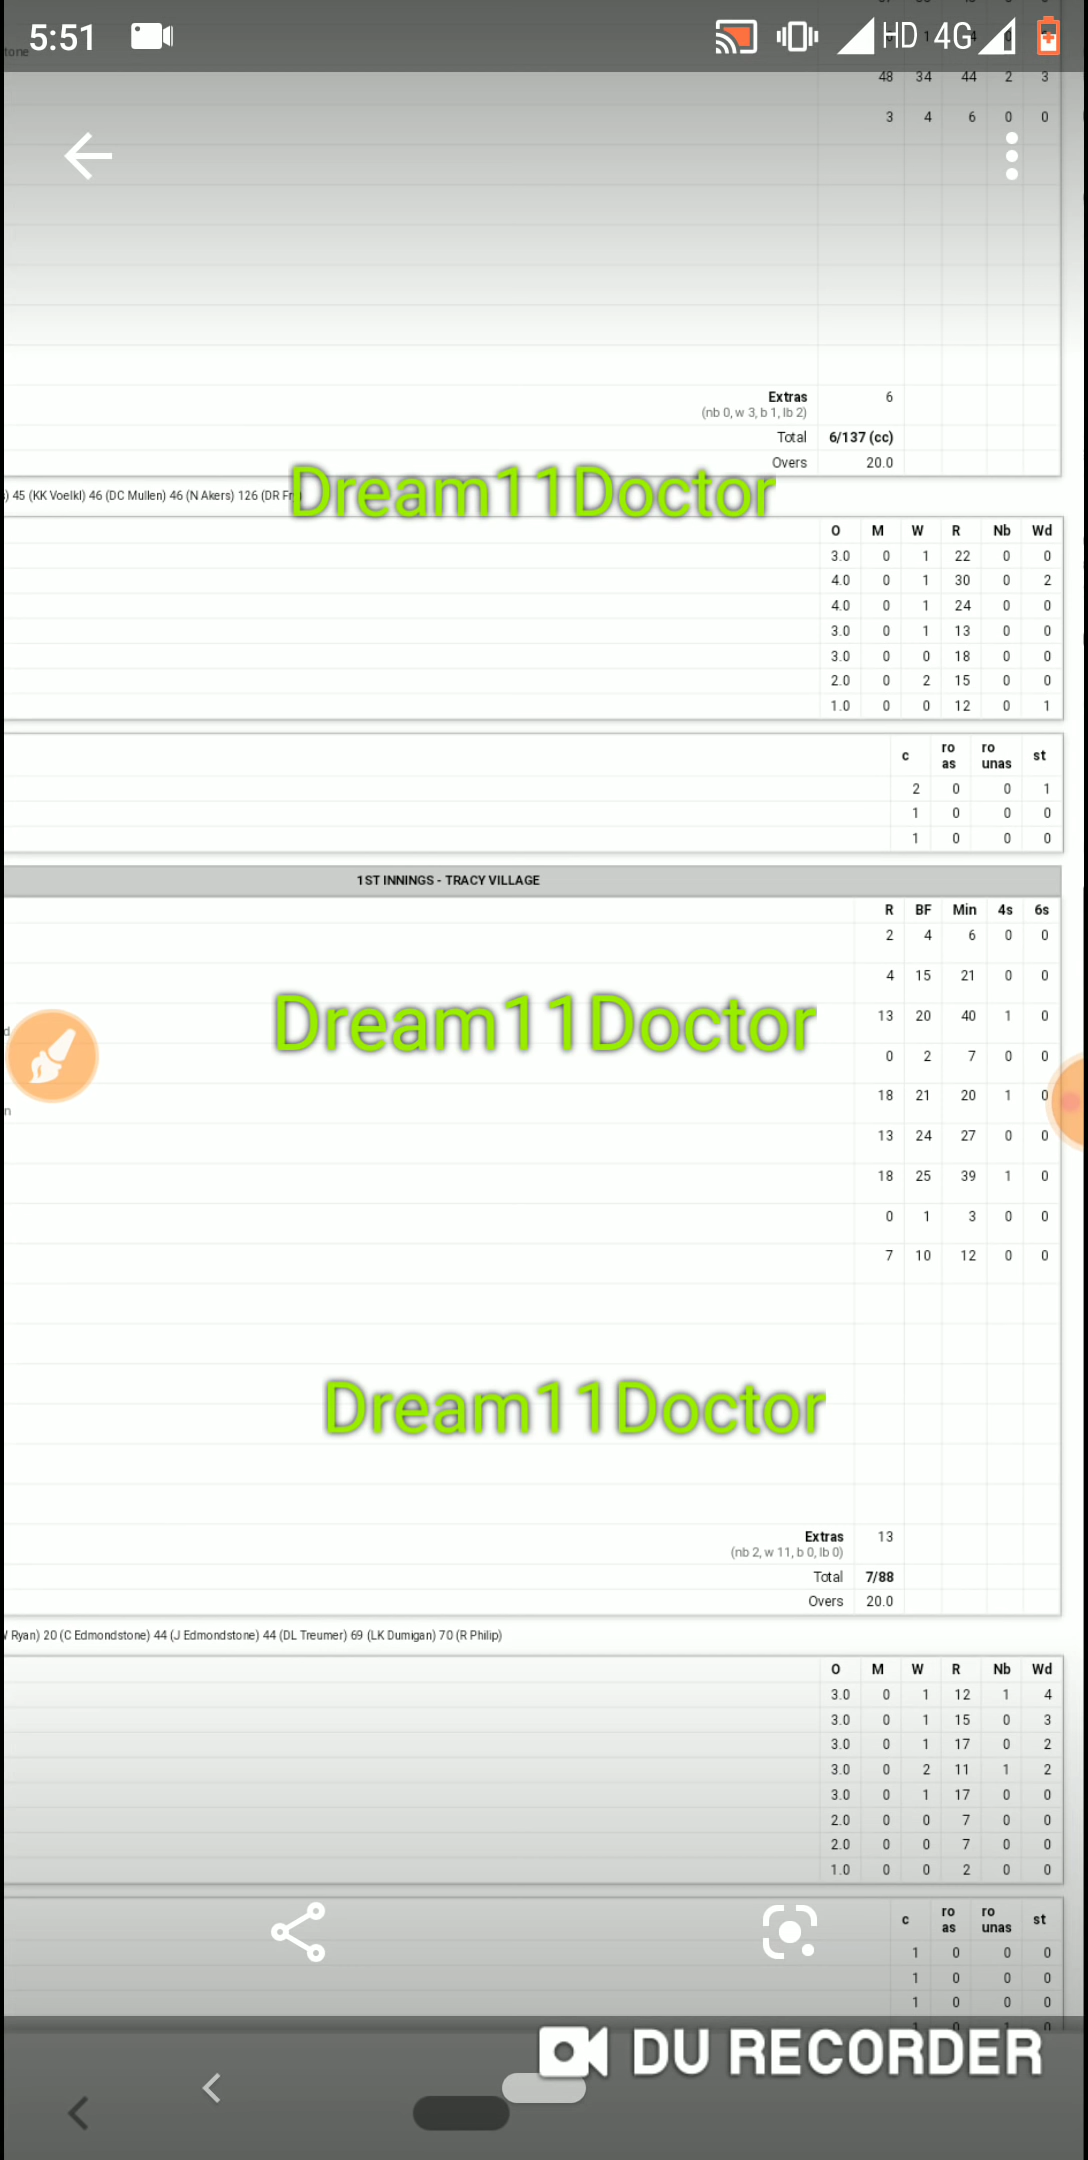 5:51 HD 4G
tone
48 34 44 2 3
3 4 6 0 0
Extras 6
(nb 0, w 3, b 1, lb 2)
Total 6/137 (cc)
Overs 20.0
) 45 (KK Voelkl) 46 (DC Mullen) 46 (N Akers) 126 (DR Fr
Dream11Doctor
O M W R Nb Wd
3.0 0 1 22 0 0
4.0 0 1 30 0 2
4.0 0 1 24 0 0
3.0 0 1 13 0 0
3.0 0 0 18 0 0
2.0 0 2 15 0 0
1.0 0 0 12 0 1
c ro as ro unas st
2 0 0 1
1 0 0 0
1 0 0 0
1ST INNINGS - TRACY VILLAGE
R BF Min 4s 6s
2 4 6 0 0
4 15 21 0 0
13 20 40 1 0
Dream11Doctor
d
0 2 7 0 0
18 21 20 1 0
n
13 24 27 0 0
18 25 39 1 0
0 1 3 0 0
7 10 12 0 0
Dream11Doctor
Extras 13
(nb 2, w 11, b 0, lb 0)
Total 7/88
Overs 20.0
Ryan) 20 (C Edmondstone) 44 (J Edmondstone) 44 (DL Treumer) 69 (LK Dumigan) 70 (R Philip)
O M W R Nb Wd
3.0 0 1 12 1 4
3.0 0 1 15 0 3
3.0 0 1 17 0 2
3.0 0 2 11 1 2
3.0 0 1 17 0 0
2.0 0 0 7 0 0
2.0 0 0 7 0 0
1.0 0 0 2 0 0
c ro as ro unas st
1 0 0 0
1 0 0 0
1 0 0 0
DU RECORDER